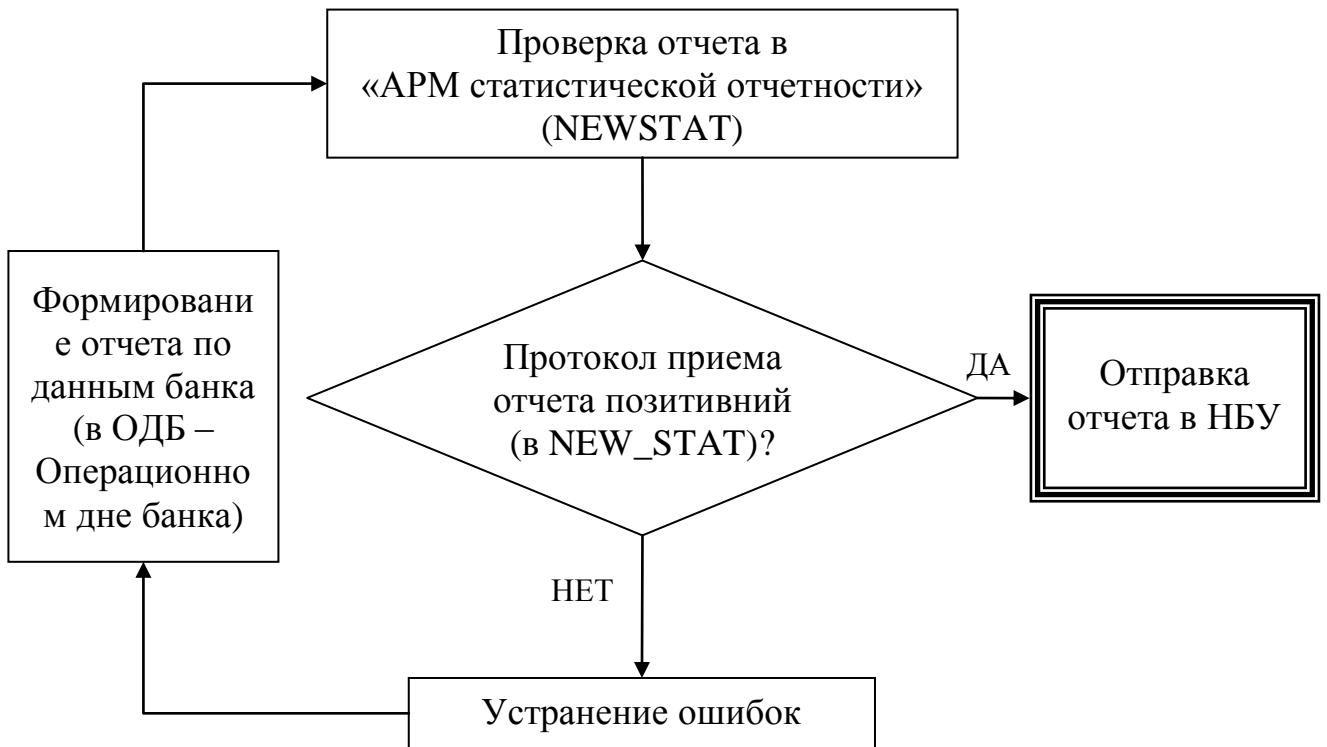 Проверка отчета в
«АРМ статистической отчетности»
(NEWSTAT)
Формировани
е отчета по
данным банка
(в ОДБ –
Операционно
м дне банка)
Протокол приема
отчета позитивний
(в NEW_STAT)?
ДА
Отправка
отчета в НБУ
НЕТ
Устранение ошибок